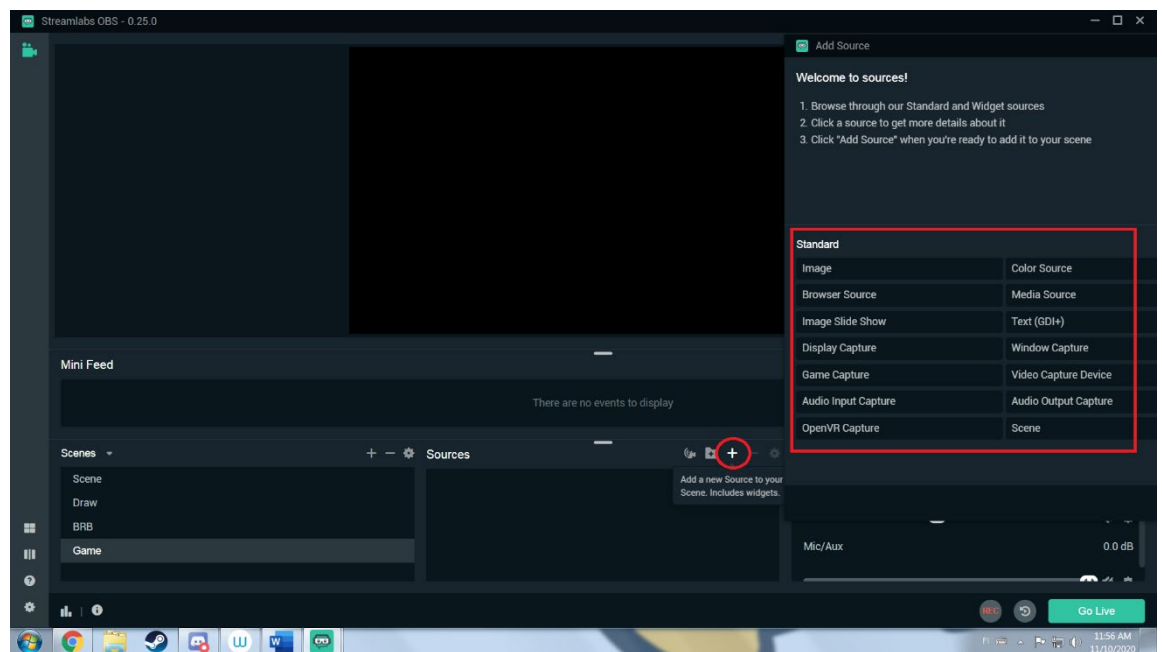 Streamlabs OBS - 0.25.0
Add Source
Welcome to sources!
1. Browse through our Standard and Widget sources
2. Click a source to get more details about it
3. Click "Add Source" when you're ready to add it to your scene
Standard
Image
Color Source
Browser Source
Media Source
Image Slide Show
Text (GDI+)
Display Capture
Window Capture
Game Capture
Video Capture Device
Audio Input Capture
Audio Output Capture
OpenVR Capture
Scene
Mini Feed
There are no events to display
Scenes
Sources
Add a new Source to your
Scene. Includes widgets.
Scene
Draw
BRB
Game
Mic/Aux
0.0 dB
REC
Go Live
11:56 AM
11/10/2020